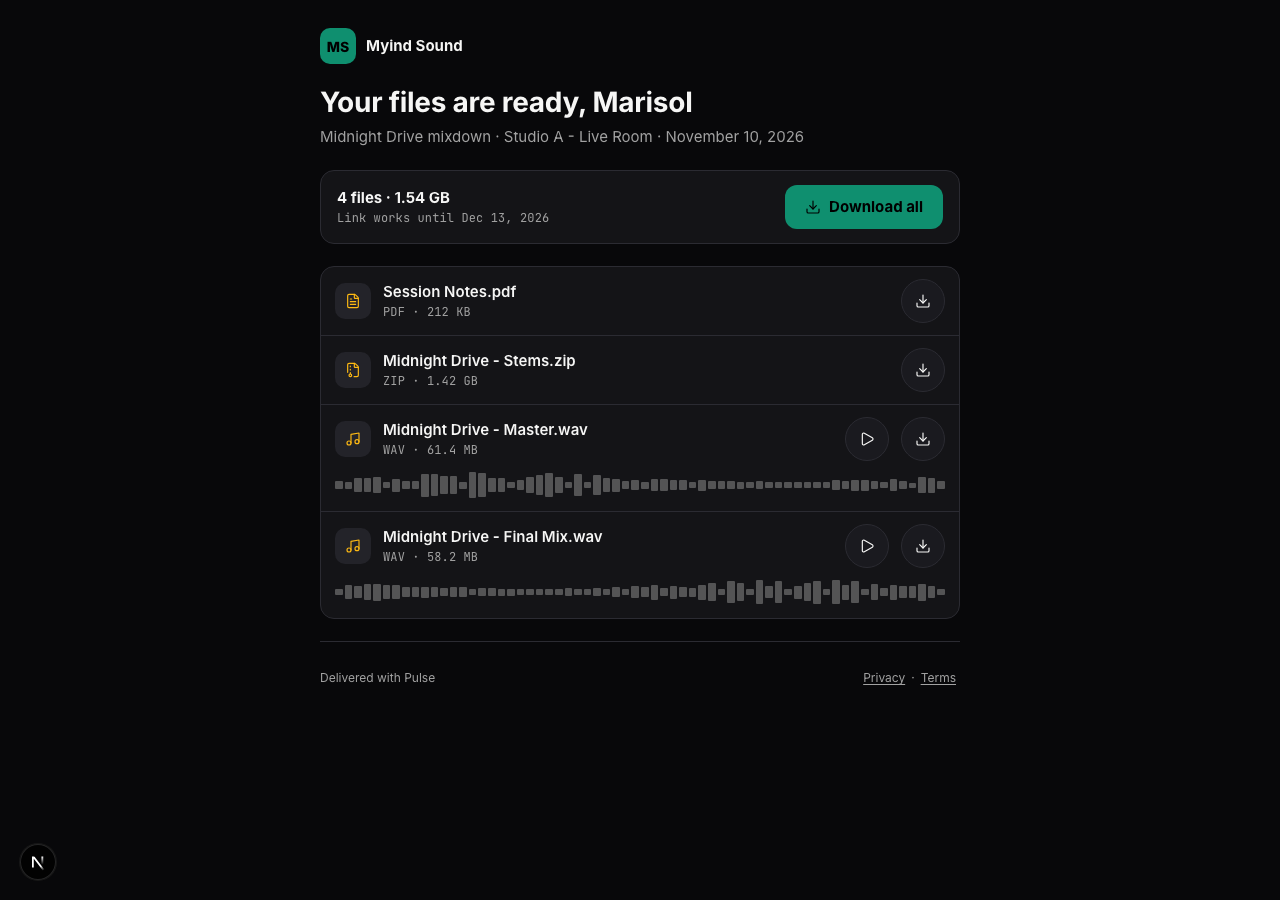 MS
Myind Sound
Your files are ready, Marisol
Midnight Drive mixdown · Studio A - Live Room · November 10, 2026
4 files · 1.54 GB
Link works until Dec 13, 2026
Download all
Session Notes.pdf
PDF · 212 KB
Midnight Drive - Stems.zip
ZIP · 1.42 GB
Midnight Drive - Master.wav
WAV · 61.4 MB
Midnight Drive - Final Mix.wav
WAV · 58.2 MB
Delivered with Pulse
Privacy · Terms
N